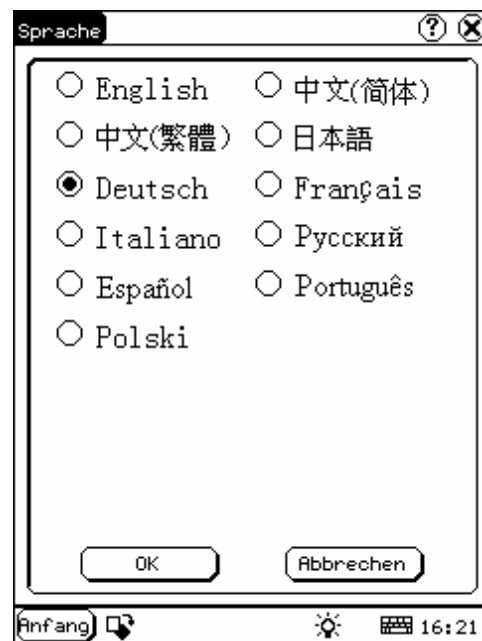 Sprache
English 中文(简体)
中文(繁體) 日本語
Deutsch Français
Italiano Русский
Español Português
Polski
OK Abbrechen
Anfang 16:21